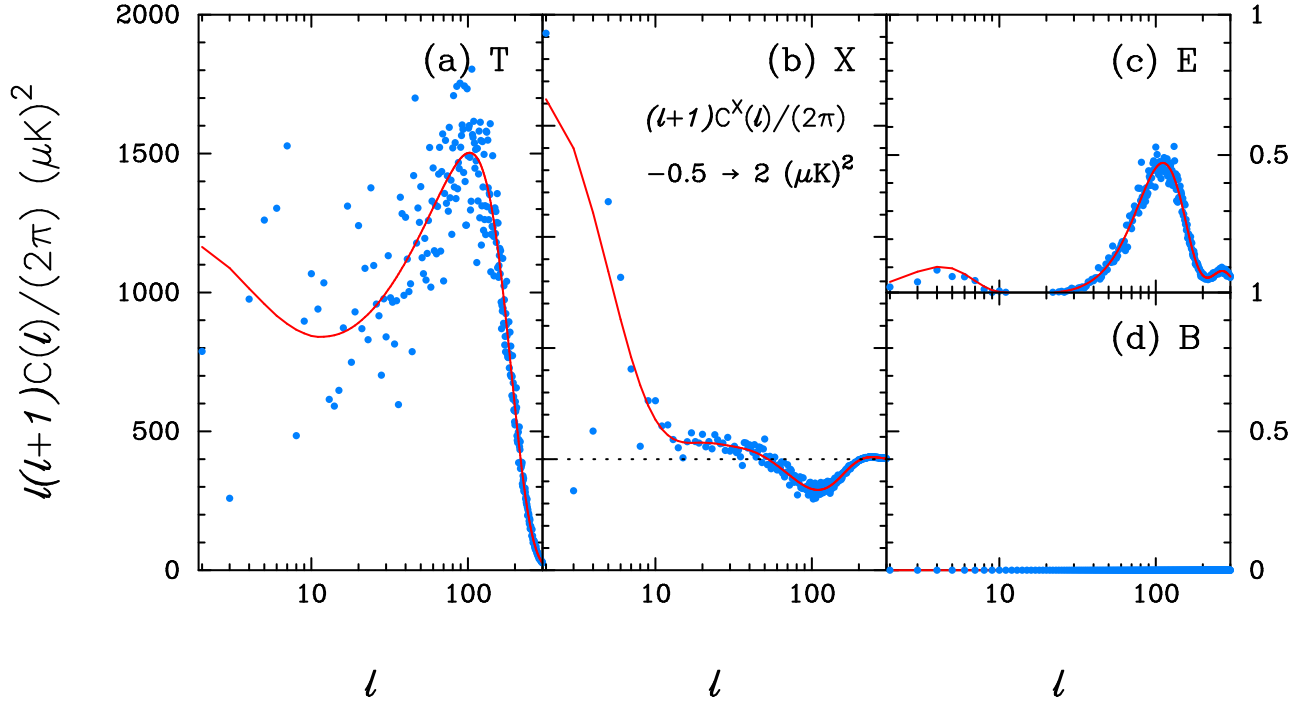 l(l+1)C(l)/(2π) (μK)²
2000
1500
1000
500
0
(a) T
(b) X
(l+1)Cˣ(l)/(2π)
−0.5 → 2 (μK)²
(c) E
(d) B
1
0.5
1
0.5
0
10 100
10 100
10 100
l l l